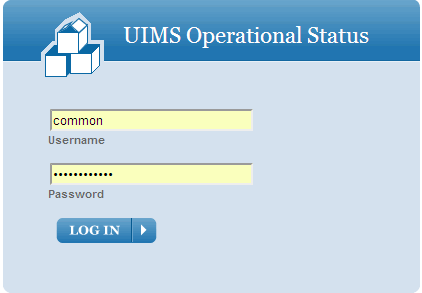 UIMS Operational Status
common
Username
••••••••••••
Password
LOG IN